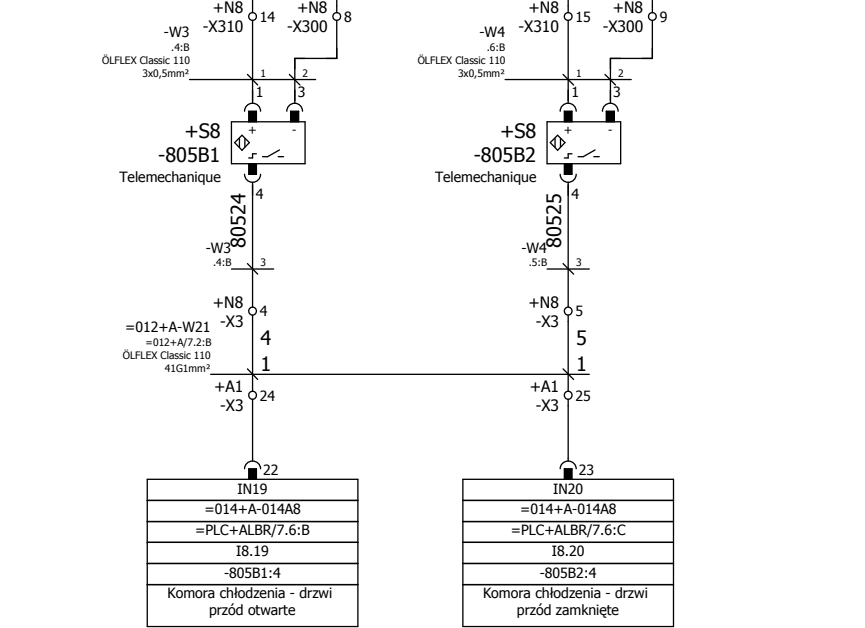 +N8
-X310
14
+N8
-X300
8
-W3
.4:B
ÖLFLEX Classic 110
3x0,5mm²
1
2
1
3
+S8
-805B1
Telemechanique
+
-
4
80524
-W3
.4:B
3
+N8
-X3
4
=012+A-W21
=012+A/7.2:B
ÖLFLEX Classic 110
41G1mm²
4
1
+A1
-X3
24
22
IN19
=014+A-014A8
=PLC+ALBR/7.6:B
I8.19
-805B1:4
Komora chłodzenia - drzwi
przód otwarte
+N8
-X310
15
+N8
-X300
9
-W4
.6:B
ÖLFLEX Classic 110
3x0,5mm²
1
2
1
3
+S8
-805B2
Telemechanique
+
-
4
80525
-W4
.5:B
3
+N8
-X3
5
5
1
+A1
-X3
25
23
IN20
=014+A-014A8
=PLC+ALBR/7.6:C
I8.20
-805B2:4
Komora chłodzenia - drzwi
przód zamknięte